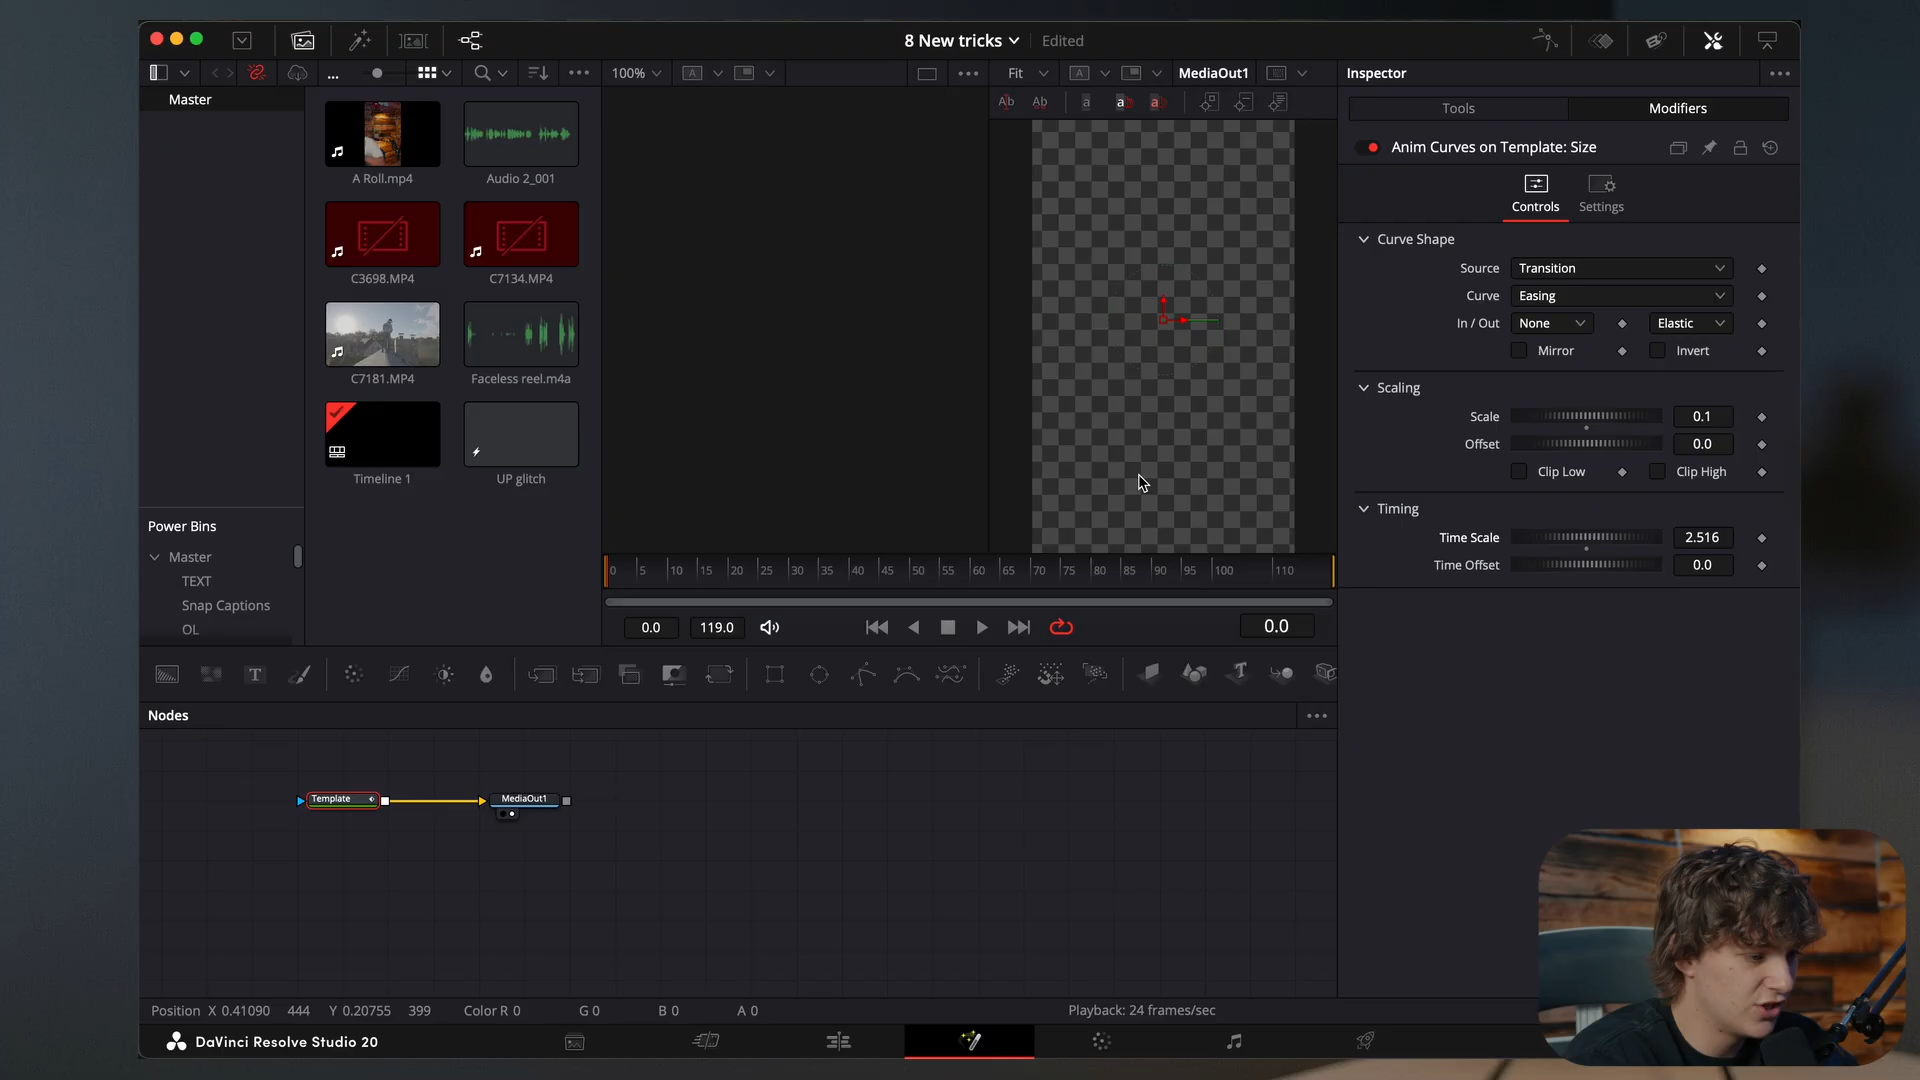 8 New tricks
Edited
...
100%
Fit
MediaOut1
Inspector
Master
Tools
Modifiers
Anim Curves on Template: Size
A Roll.mp4
Audio 2_001
Controls
Settings
C3698.MP4
C7134.MP4
Curve Shape
Source
Transition
Curve
Easing
In / Out
None
Elastic
Mirror
Invert
C7181.MP4
Faceless reel.m4a
Scaling
Scale
0.1
Offset
0.0
Clip Low
Clip High
Timeline 1
UP glitch
Timing
Time Scale
2.516
Time Offset
0.0
Power Bins
Master
TEXT
Snap Captions
OL
0 5 10 15 20 25 30 35 40 45 50 55 60 65 70 75 80 85 90 95 100 110
0.0
119.0
0.0
Nodes
Template
MediaOut1
Position X 0.41090 444 Y 0.20755 399 Color R 0 G 0 B 0 A 0
Playback: 24 frames/sec
DaVinci Resolve Studio 20